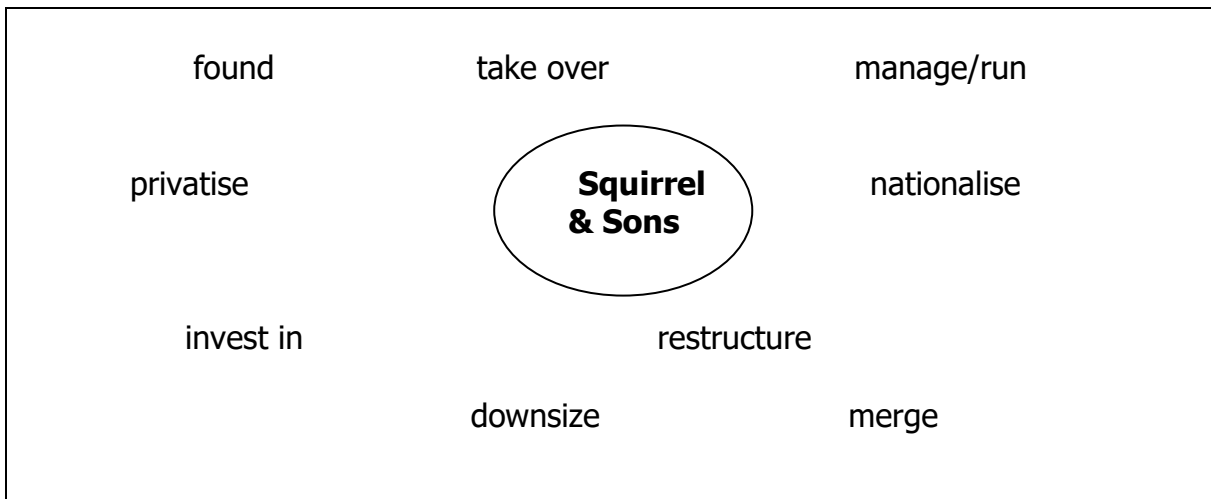 found take over manage/run
privatise Squirrel nationalise
& Sons
invest in restructure
downsize merge